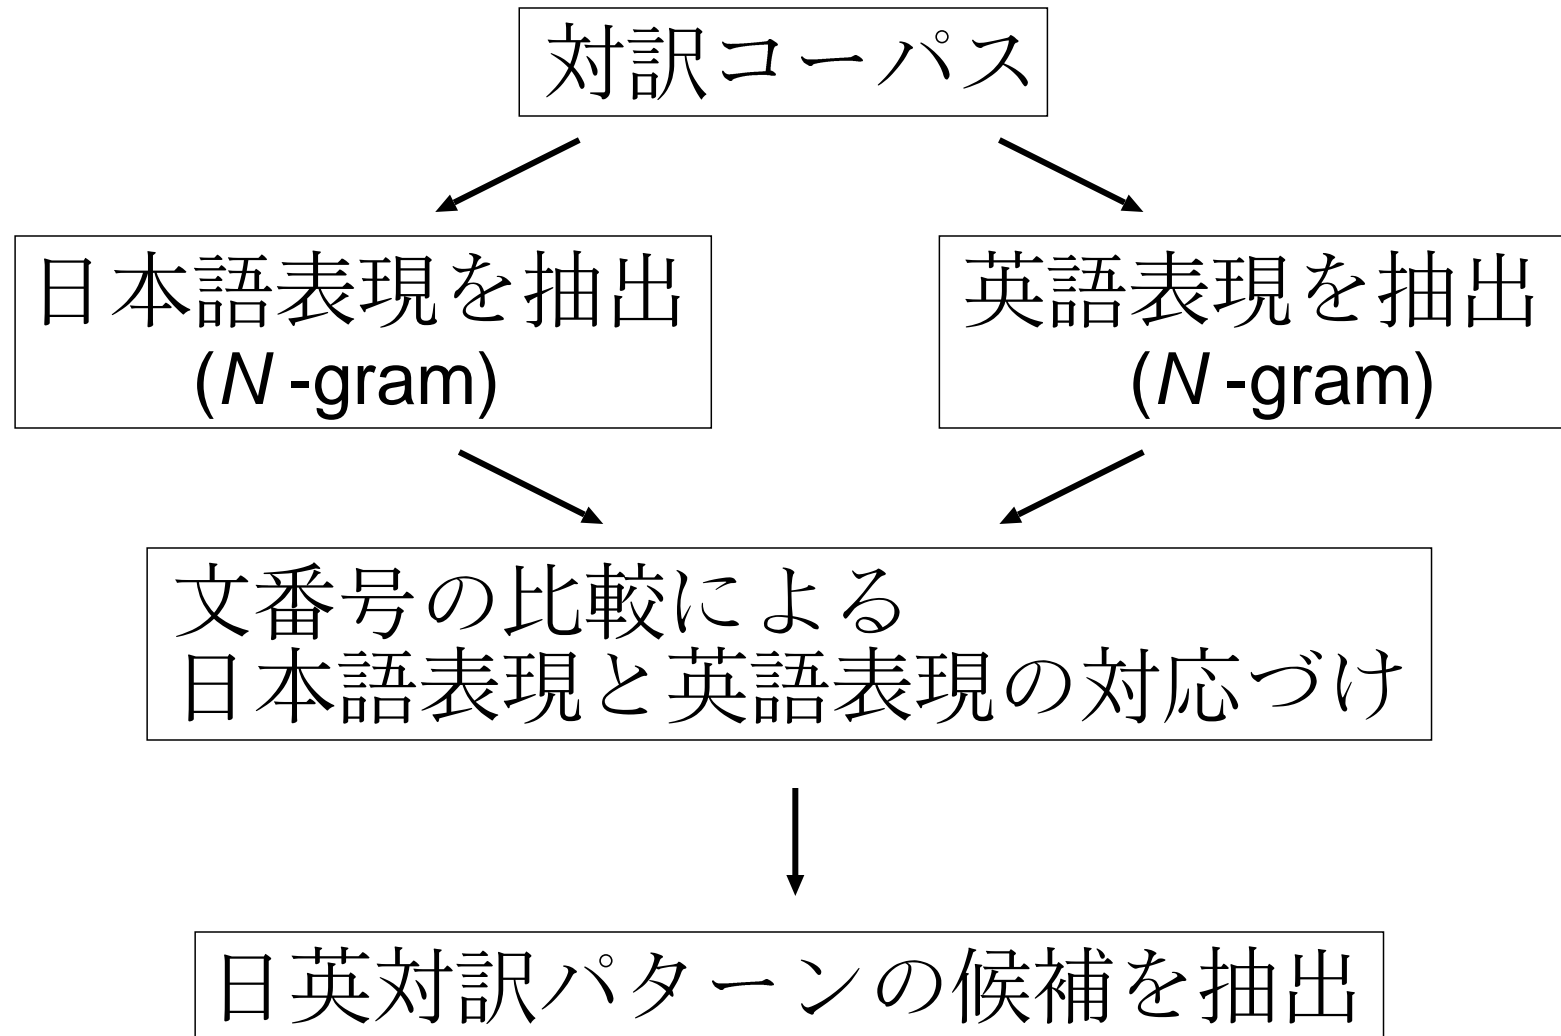 対訳コーパス
日本語表現を抽出
(N -gram)
英語表現を抽出
(N -gram)
文番号の比較による
日本語表現と英語表現の対応づけ
日英対訳パターンの候補を抽出